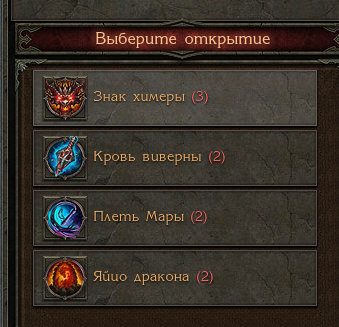 Выберите открытие
Знак химеры (3)
Кровь виверны (2)
Плеть Мары (2)
Яйцо дракона (2)